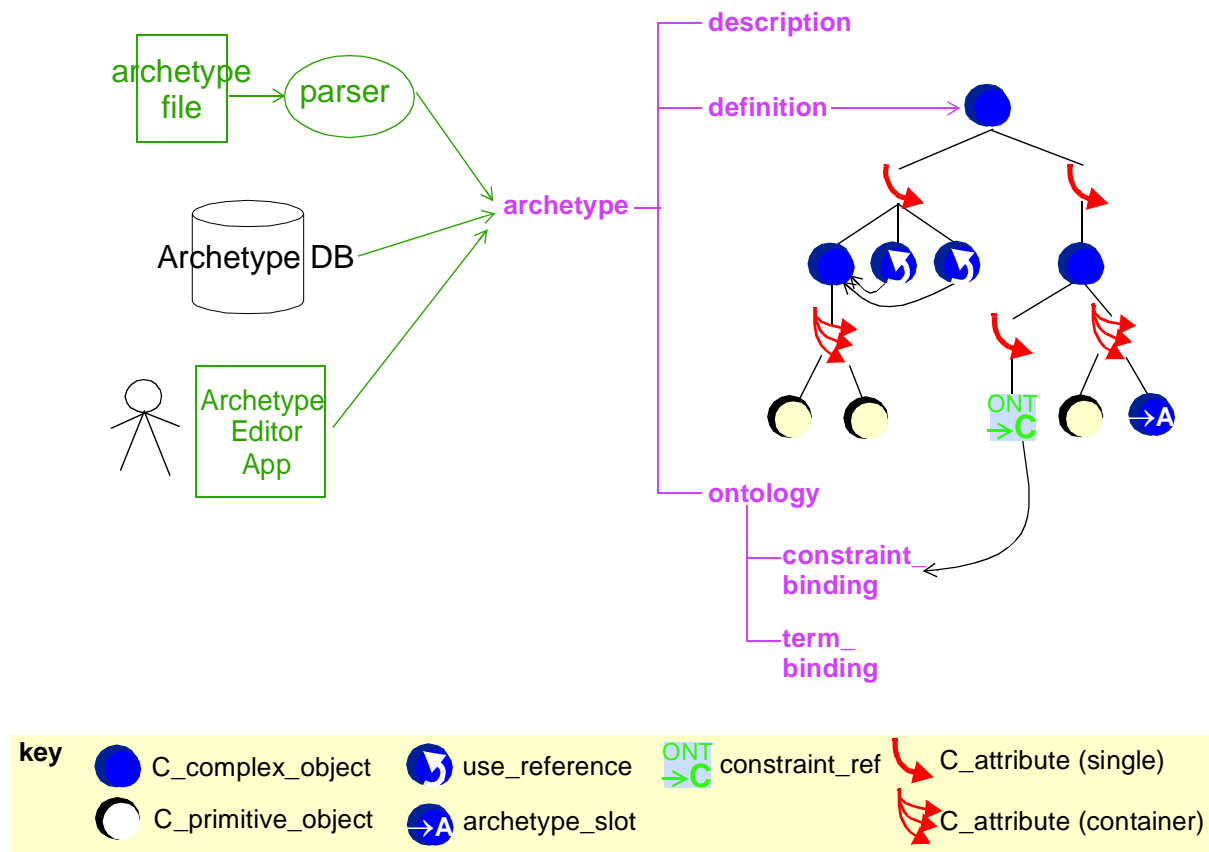 description
archetype
file
parser
definition
archetype
Archetype DB
Archetype
Editor
App
ONT
→C
→A
ontology
constraint_
binding
term_
binding
key
C_complex_object
use_reference
ONT
→C
constraint_ref
C_attribute (single)
C_primitive_object
→A
archetype_slot
C_attribute (container)